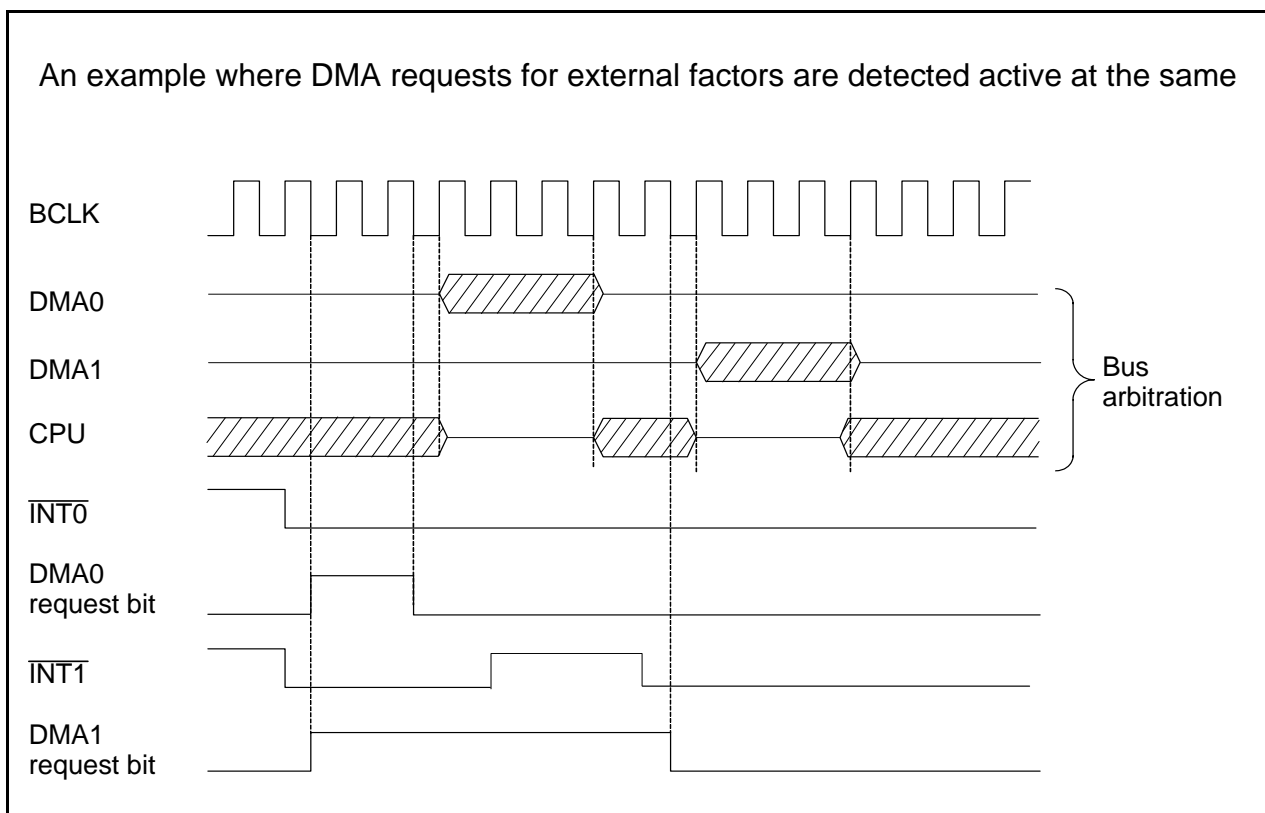 An example where DMA requests for external factors are detected active at the same
BCLK
DMA0
DMA1
CPU
Bus
arbitration
INT0
DMA0
request bit
INT1
DMA1
request bit